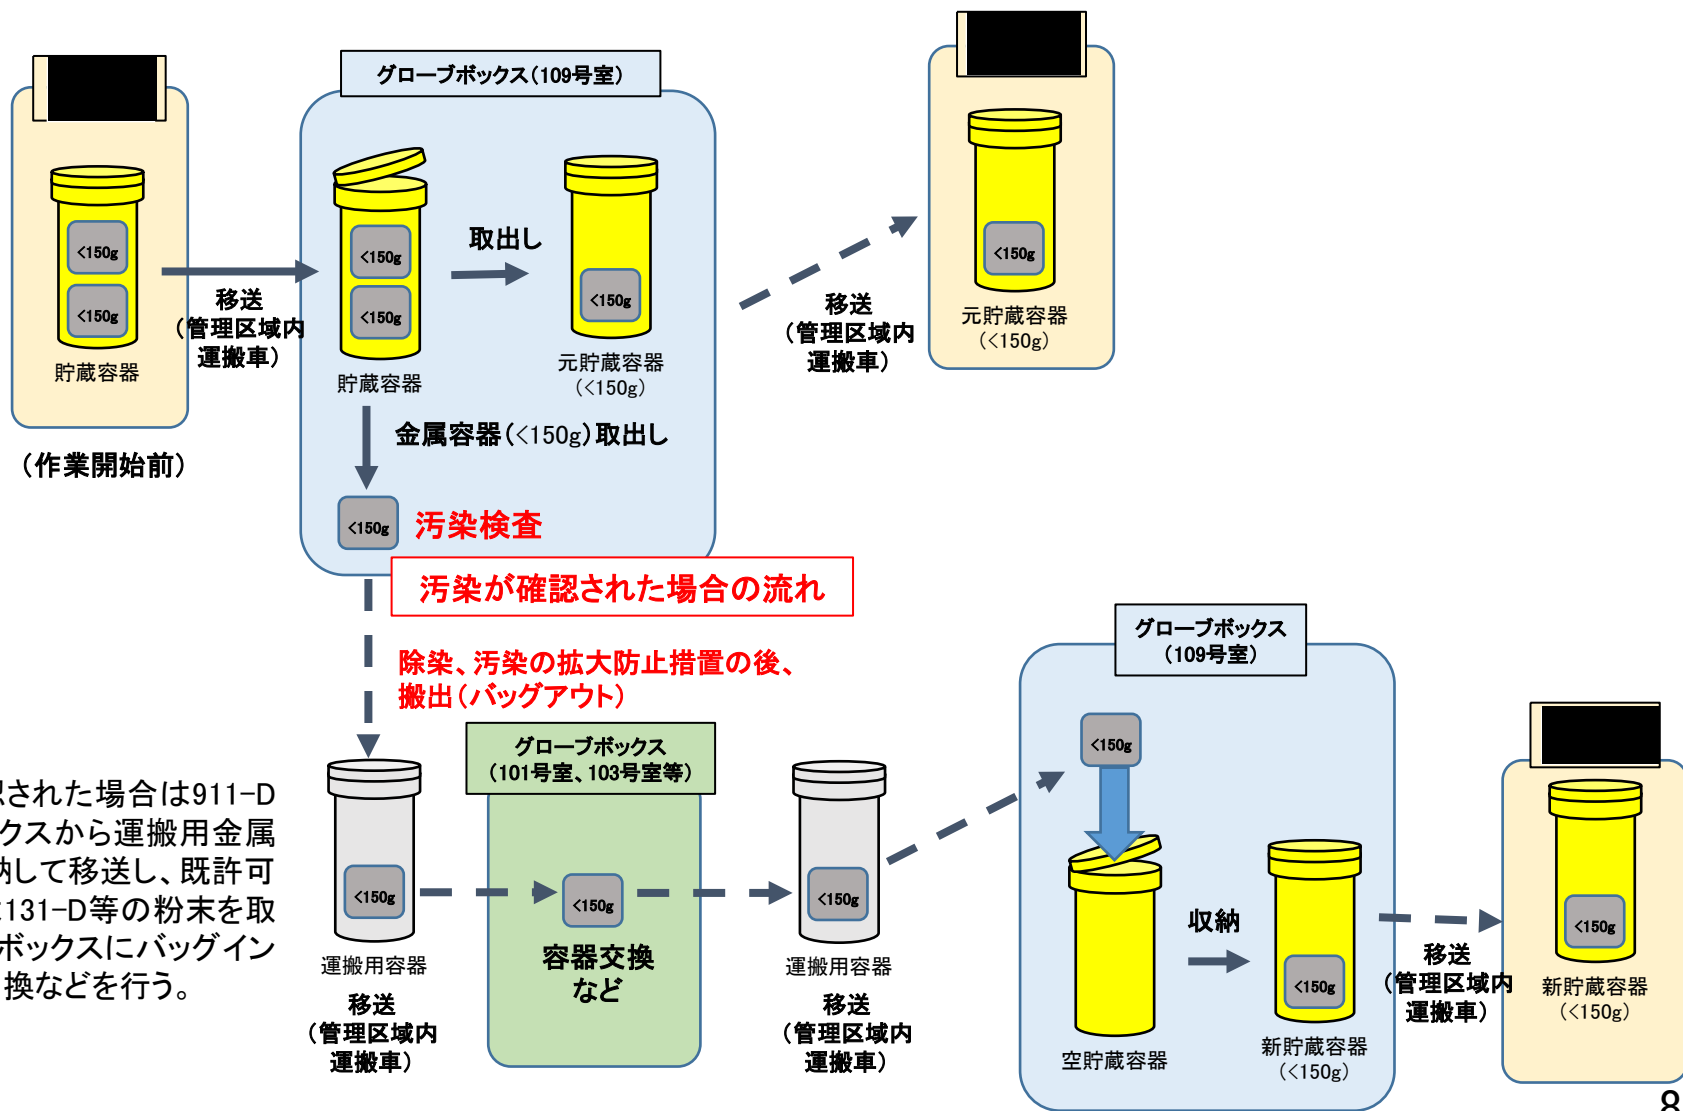 グローブボックス（109号室）
<150g
<150g
貯蔵容器
（作業開始前）
移送
（管理区域内
運搬車）
<150g
<150g
貯蔵容器
取出し
<150g
元貯蔵容器
（<150g）
金属容器（<150g）取出し
<150g
汚染検査
移送
（管理区域内
運搬車）
<150g
元貯蔵容器
（<150g）
汚染が確認された場合の流れ
除染、汚染の拡大防止措置の後、
搬出（バッグアウト）
認された場合は911-D
ックスから運搬用金属
納して移送し、既許可
131-D等の粉末を取
ボックスにバッグイン
換などを行う。
<150g
運搬用容器
移送
（管理区域内
運搬車）
グローブボックス
（101号室、103号室等）
<150g
容器交換
など
<150g
運搬用容器
移送
（管理区域内
運搬車）
グローブボックス
（109号室）
<150g
空貯蔵容器
収納
<150g
新貯蔵容器
（<150g）
移送
（管理区域内
運搬車）
<150g
新貯蔵容器
（<150g）
8